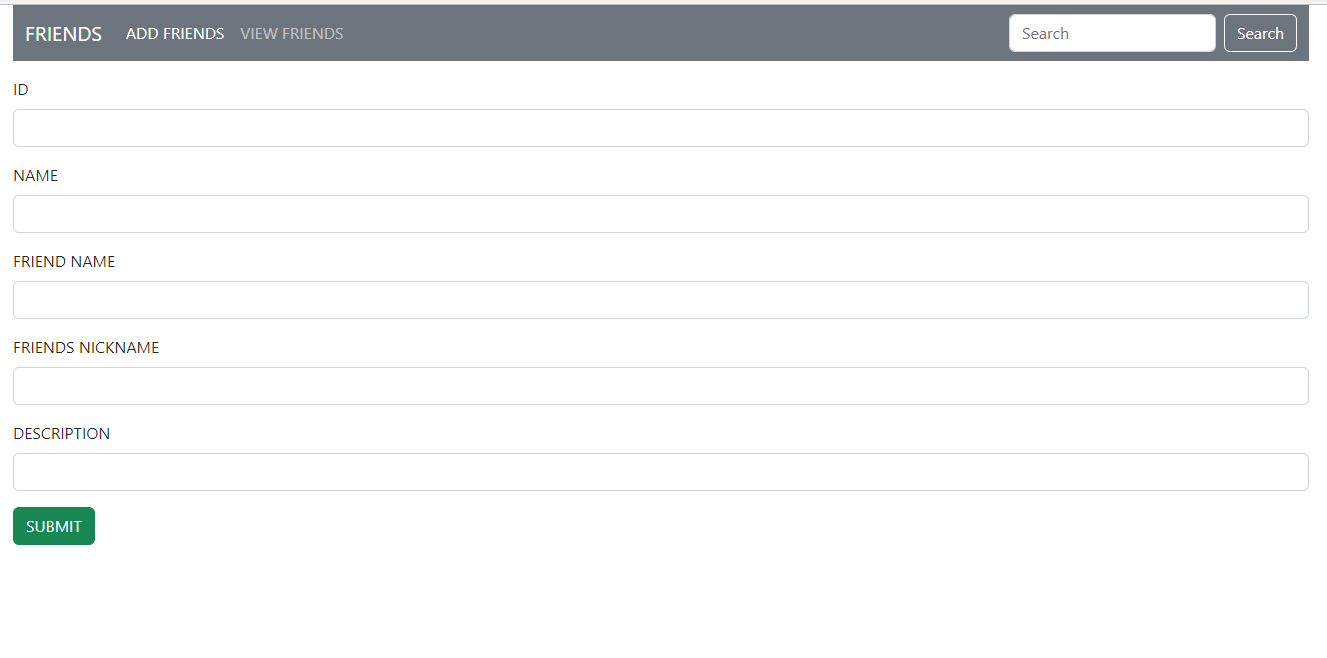 FRIENDS ADD FRIENDS VIEW FRIENDS Search Search
ID
NAME
FRIEND NAME
FRIENDS NICKNAME
DESCRIPTION
SUBMIT